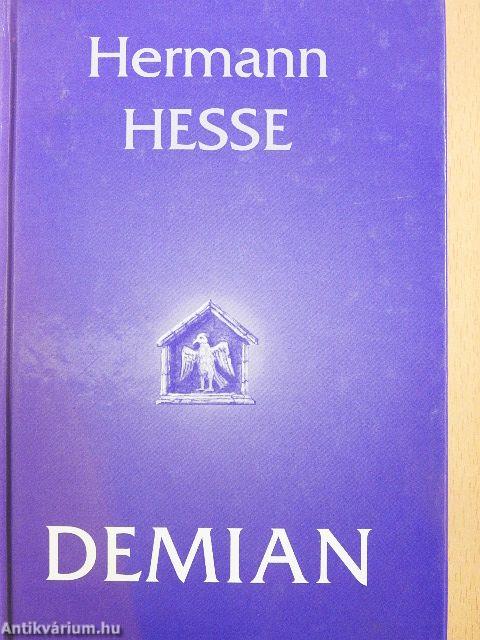 Hermann
HESSE
DEMIAN
Antikvárium.hu